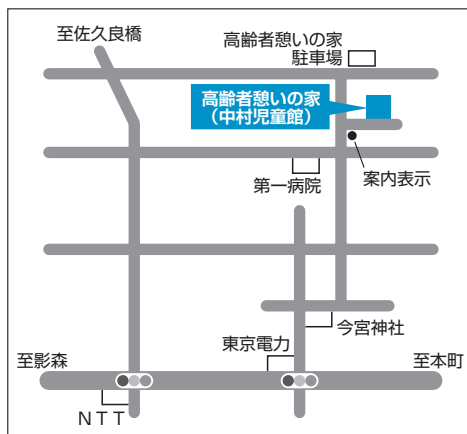 至佐久良橋
高齢者憩いの家
駐車場
高齢者憩いの家
（中村児童館）
案内表示
第一病院
今宮神社
東京電力
至影森
至本町
ＮＴＴ